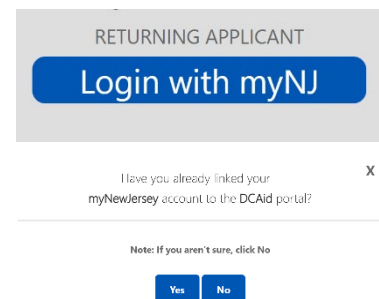 RETURNING APPLICANT
Login with myNJ
X
Have you already linked your
myNewJersey account to the DCAid portal?
Note: If you aren't sure, click No
Yes No